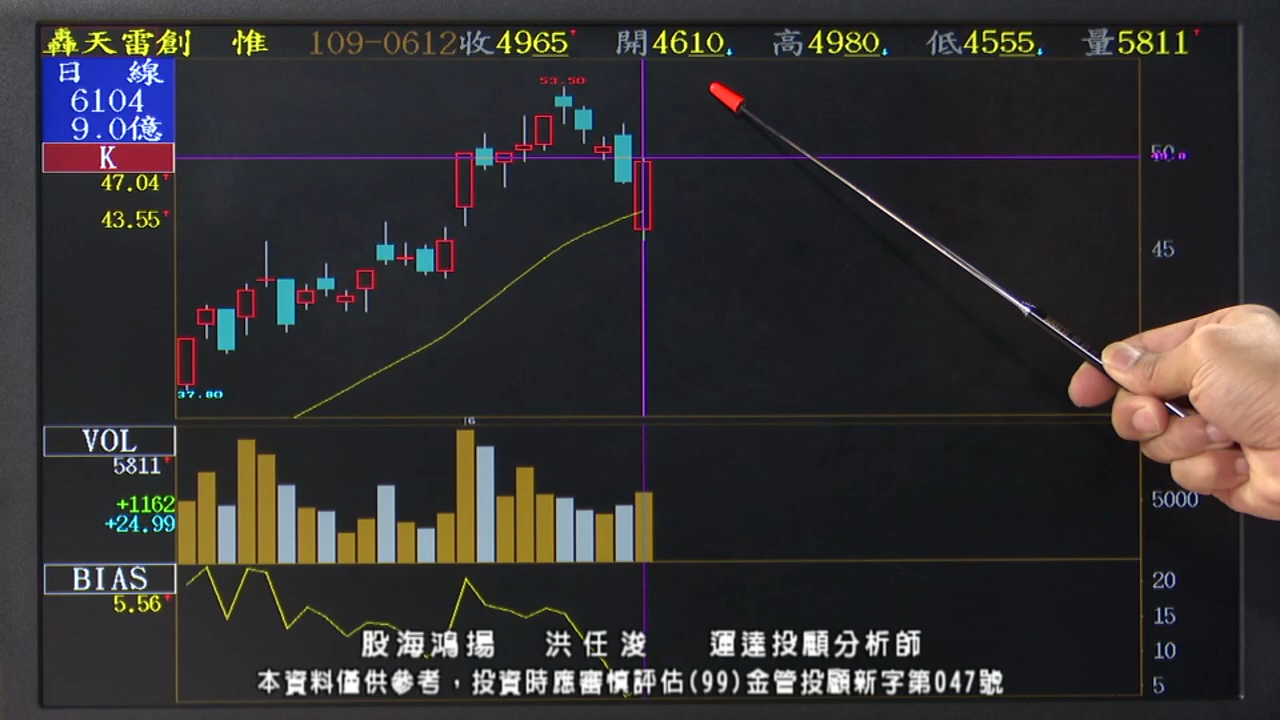 轟天雷創 惟 109-0612 收4965↑ 開4610↓ 高4980↓ 低4555↓ 量5811↑
日 線
6104
9.0億
K
47.04↑
43.55↑
53.50
50
45
37.80
VOL
5811↑
+1162
+24.99
5000
BIAS
5.56↑
20
15
10
5
股海鴻揚 洪任浚 運達投顧分析師
本資料僅供參考，投資時應審慎評估(99)金管投顧新字第047號